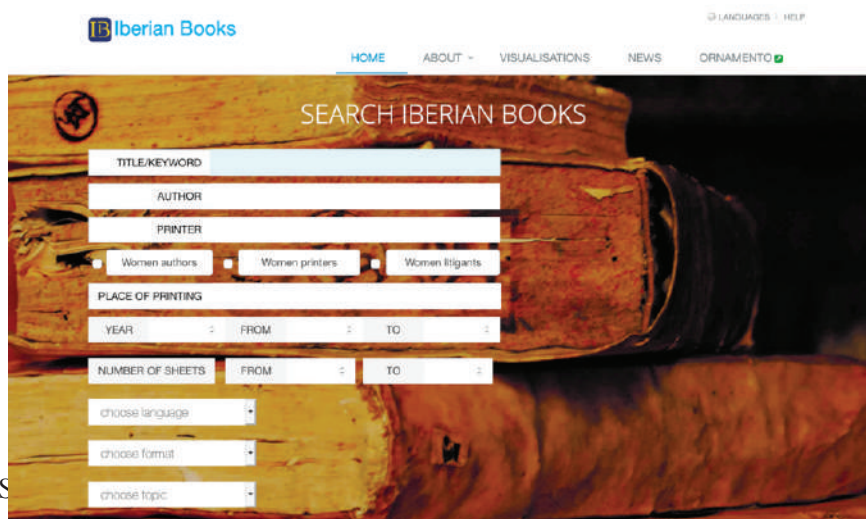 LANGUAGES | HELP
IB Iberian Books
HOME ABOUT VISUALISATIONS NEWS ORNAMENTO
SEARCH IBERIAN BOOKS
TITLE/KEYWORD
AUTHOR
PRINTER
Women authors Women printers Women litigants
PLACE OF PRINTING
YEAR FROM TO
NUMBER OF SHEETS FROM TO
choose language
choose format
S
choose topic